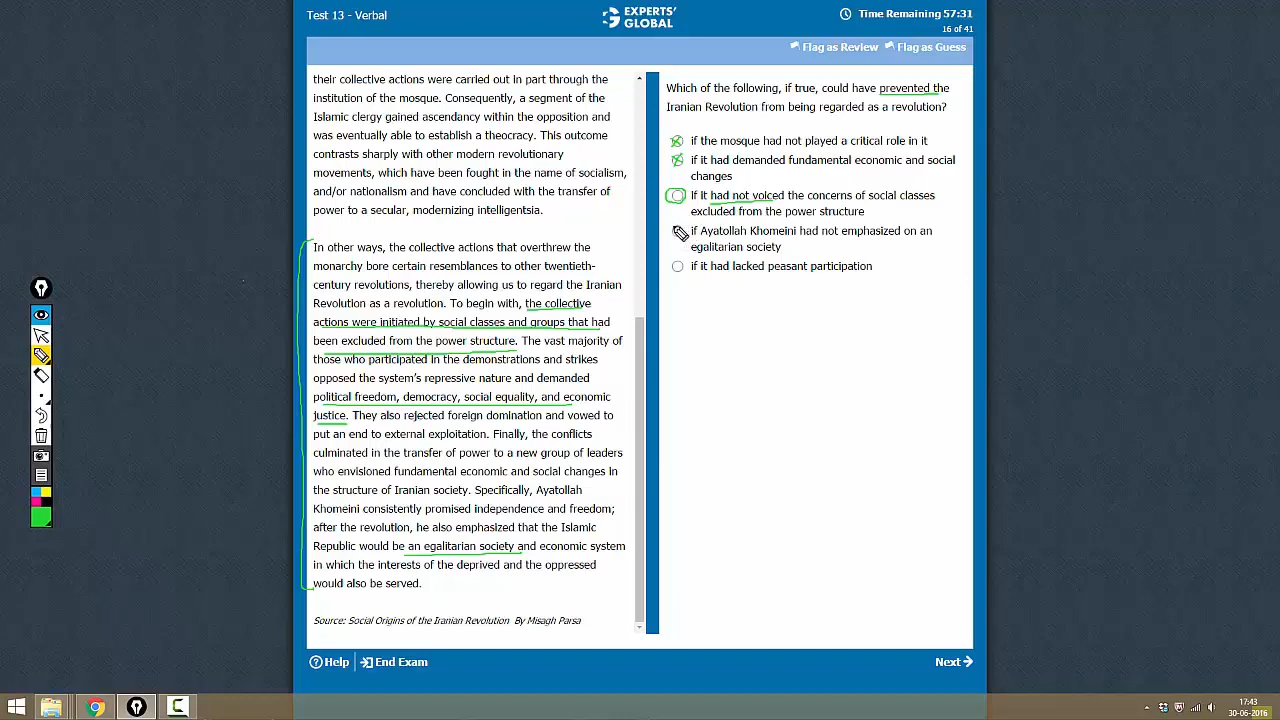 Test 13 - Verbal
EXPERTS'
GLOBAL
Time Remaining 57:31
16 of 41
Flag as Review
Flag as Guess
their collective actions were carried out in part through the
institution of the mosque. Consequently, a segment of the
Islamic clergy gained ascendancy within the opposition and
was eventually able to establish a theocracy. This outcome
contrasts sharply with other modern revolutionary
movements, which have been fought in the name of socialism,
and/or nationalism and have concluded with the transfer of
power to a secular, modernizing intelligentsia.
In other ways, the collective actions that overthrew the
monarchy bore certain resemblances to other twentieth-
century revolutions, thereby allowing us to regard the Iranian
Revolution as a revolution. To begin with, the collective
actions were initiated by social classes and groups that had
been excluded from the power structure. The vast majority of
those who participated in the demonstrations and strikes
opposed the system's repressive nature and demanded
political freedom, democracy, social equality, and economic
justice. They also rejected foreign domination and vowed to
put an end to external exploitation. Finally, the conflicts
culminated in the transfer of power to a new group of leaders
who envisioned fundamental economic and social changes in
the structure of Iranian society. Specifically, Ayatollah
Khomeini consistently promised independence and freedom;
after the revolution, he also emphasized that the Islamic
Republic would be an egalitarian society and economic system
in which the interests of the deprived and the oppressed
would also be served.
Source: Social Origins of the Iranian Revolution By Misagh Parsa
Which of the following, if true, could have prevented the
Iranian Revolution from being regarded as a revolution?
if the mosque had not played a critical role in it
if it had demanded fundamental economic and social
changes
If it had not voiced the concerns of social classes
excluded from the power structure
if Ayatollah Khomeini had not emphasized on an
egalitarian society
if it had lacked peasant participation
Help
End Exam
Next
17:43
30-06-2016